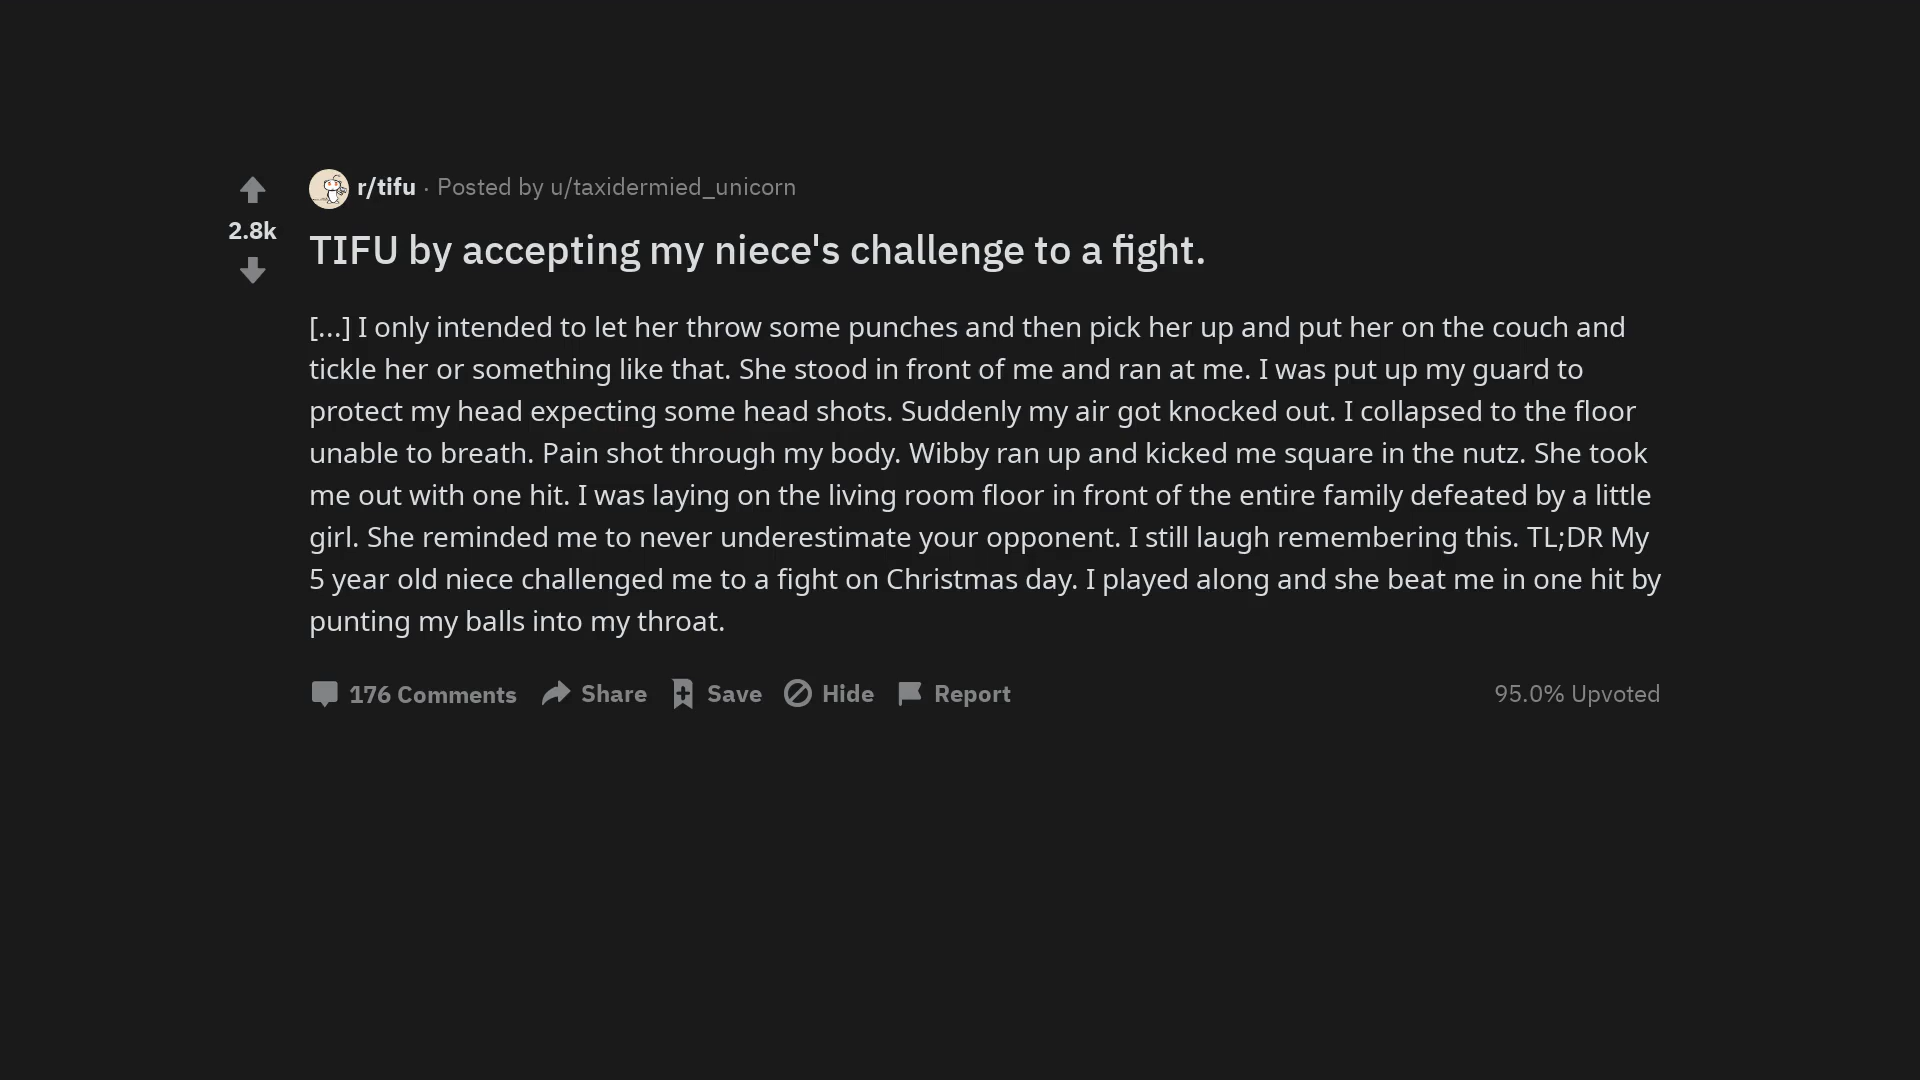 r/tifu · Posted by u/taxidermied_unicorn
2.8k
TIFU by accepting my niece's challenge to a fight.
[...] I only intended to let her throw some punches and then pick her up and put her on the couch and
tickle her or something like that. She stood in front of me and ran at me. I was put up my guard to
protect my head expecting some head shots. Suddenly my air got knocked out. I collapsed to the floor
unable to breath. Pain shot through my body. Wibby ran up and kicked me square in the nutz. She took
me out with one hit. I was laying on the living room floor in front of the entire family defeated by a little
girl. She reminded me to never underestimate your opponent. I still laugh remembering this. TL;DR My
5 year old niece challenged me to a fight on Christmas day. I played along and she beat me in one hit by
punting my balls into my throat.
176 Comments Share Save Hide Report 95.0% Upvoted